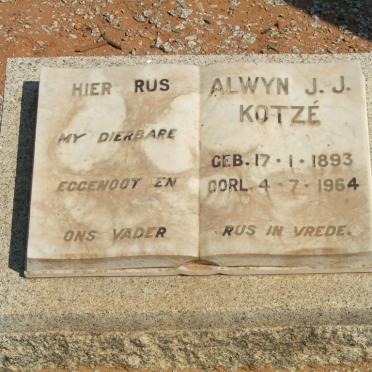 HIER RUS
MY DIERBARE
EGGENOOT EN
ONS VADER
ALWYN J. J.
KOTZÉ
GEB. 17 · 1 · 1893
OORL. 4 · 7 · 1964
RUS IN VREDE.